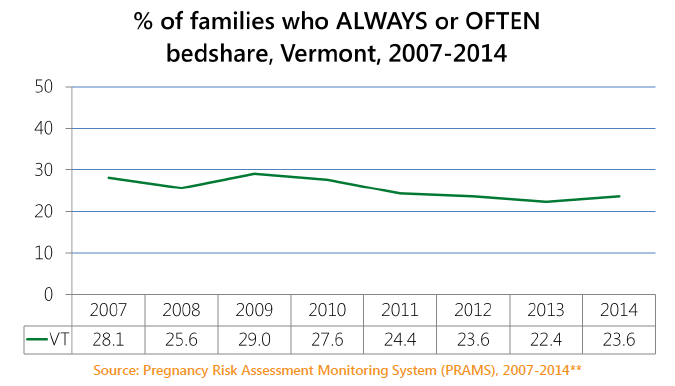 % of families who ALWAYS or OFTEN
bedshare, Vermont, 2007-2014
50
40
30
20
10
0
2007 2008 2009 2010 2011 2012 2013 2014
VT 28.1 25.6 29.0 27.6 24.4 23.6 22.4 23.6
Source: Pregnancy Risk Assessment Monitoring System (PRAMS), 2007-2014**